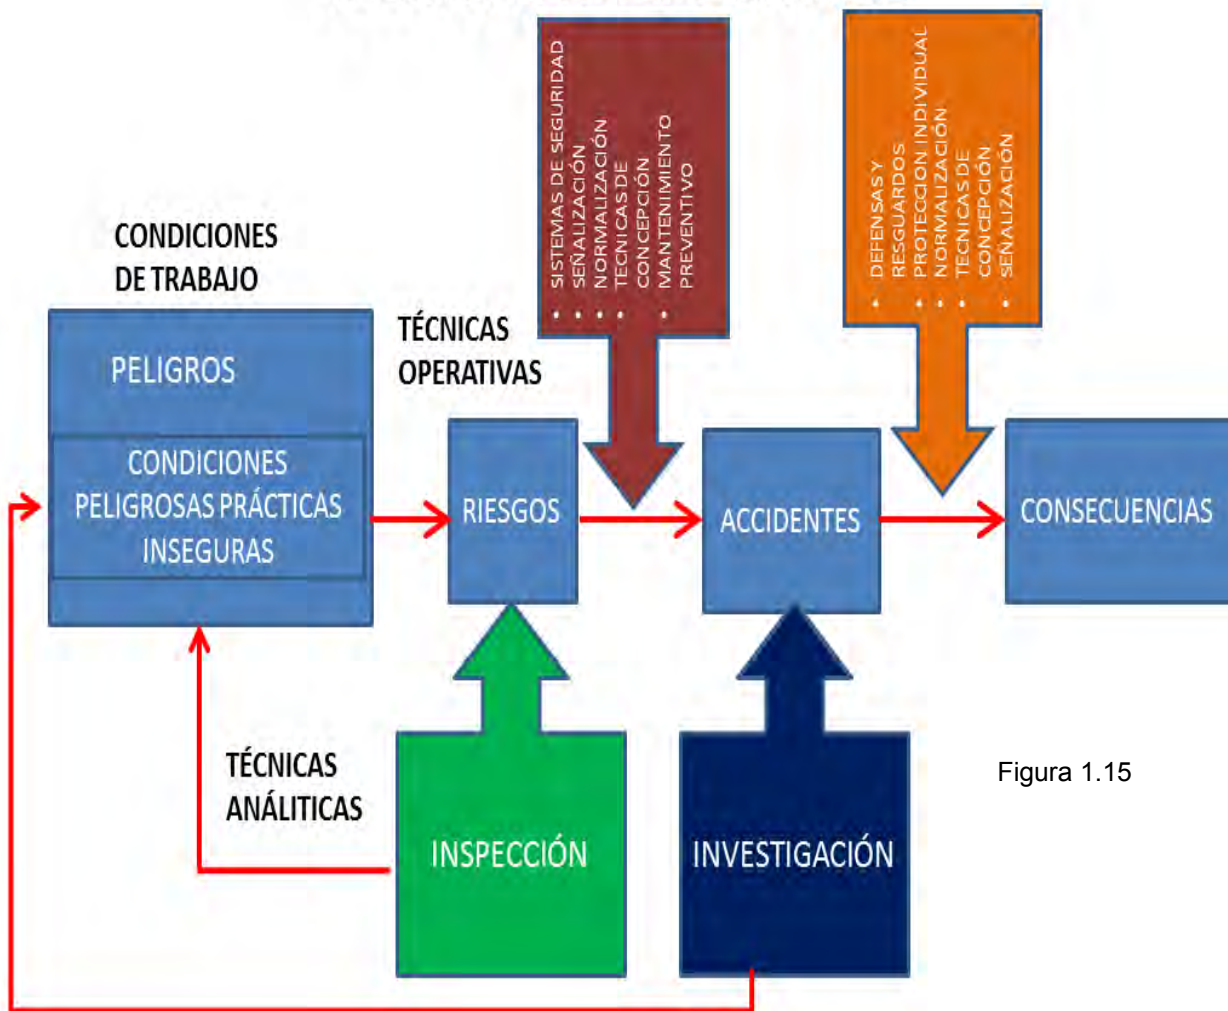 SISTEMAS DE SEGURIDAD
SEÑALIZACIÓN
NORMALIZACIÓN
TECNICAS DE
CONCEPCIÓN
MANTENIMIENTO
PREVENTIVO
DEFENSAS Y
RESGUARDOS
PROTECCION INDIVIDUAL
NORMALIZACIÓN
TECNICAS DE
CONCEPCIÓN
SEÑALIZACIÓN
CONDICIONES
DE TRABAJO
TÉCNICAS
OPERATIVAS
PELIGROS
CONDICIONES
PELIGROSAS PRÁCTICAS
INSEGURAS
RIESGOS
ACCIDENTES
CONSECUENCIAS
TÉCNICAS
ANÁLITICAS
INSPECCIÓN
INVESTIGACIÓN
Figura 1.15